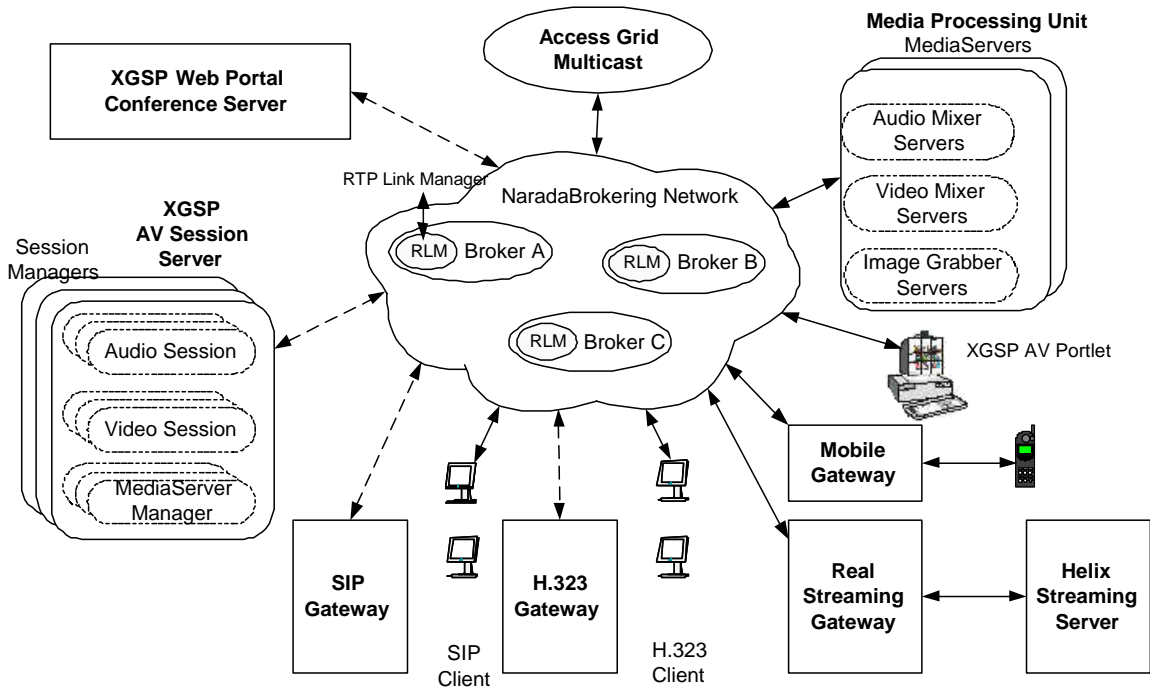 Access Grid
Multicast
Media Processing Unit
MediaServers
XGSP Web Portal
Conference Server
Audio Mixer
Servers
Video Mixer
Servers
Image Grabber
Servers
RTP Link Manager
NaradaBrokering Network
XGSP
AV Session
Server
Session
Managers
RLM
Broker A
RLM
Broker B
RLM
Broker C
Audio Session
Video Session
MediaServer
Manager
XGSP AV Portlet
Mobile
Gateway
SIP
Gateway
H.323
Gateway
Real
Streaming
Gateway
Helix
Streaming
Server
SIP
Client
H.323
Client